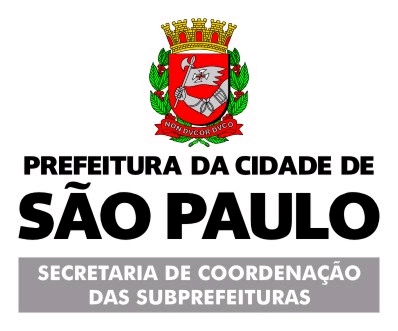 NON DVCOR DVCO
PREFEITURA DA CIDADE DE
SÃO PAULO
SECRETARIA DE COORDENAÇÃO
DAS SUBPREFEITURAS